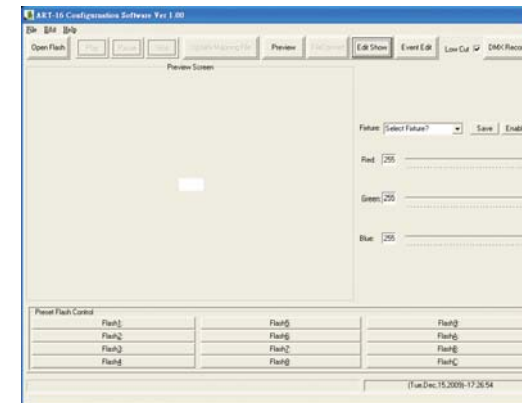 ART-16 Configuration Software Ver 1.00
File Edit Help
Open Flash Play Pause Stop Update Mapping File Preview Edit Show Event Edit Low Cut DMX Reco
Preview Screen
Fixture: Select Fixture? Save Enabl
Red: 255
Green: 255
Blue: 255
Preset Flash Control
Flash1: Flash5: Flash9:
Flash2: Flash6: FlashA:
Flash3: Flash7: FlashB:
Flash4: Flash8: FlashC:
(Tue.Dec,15,2009)-17:26:54